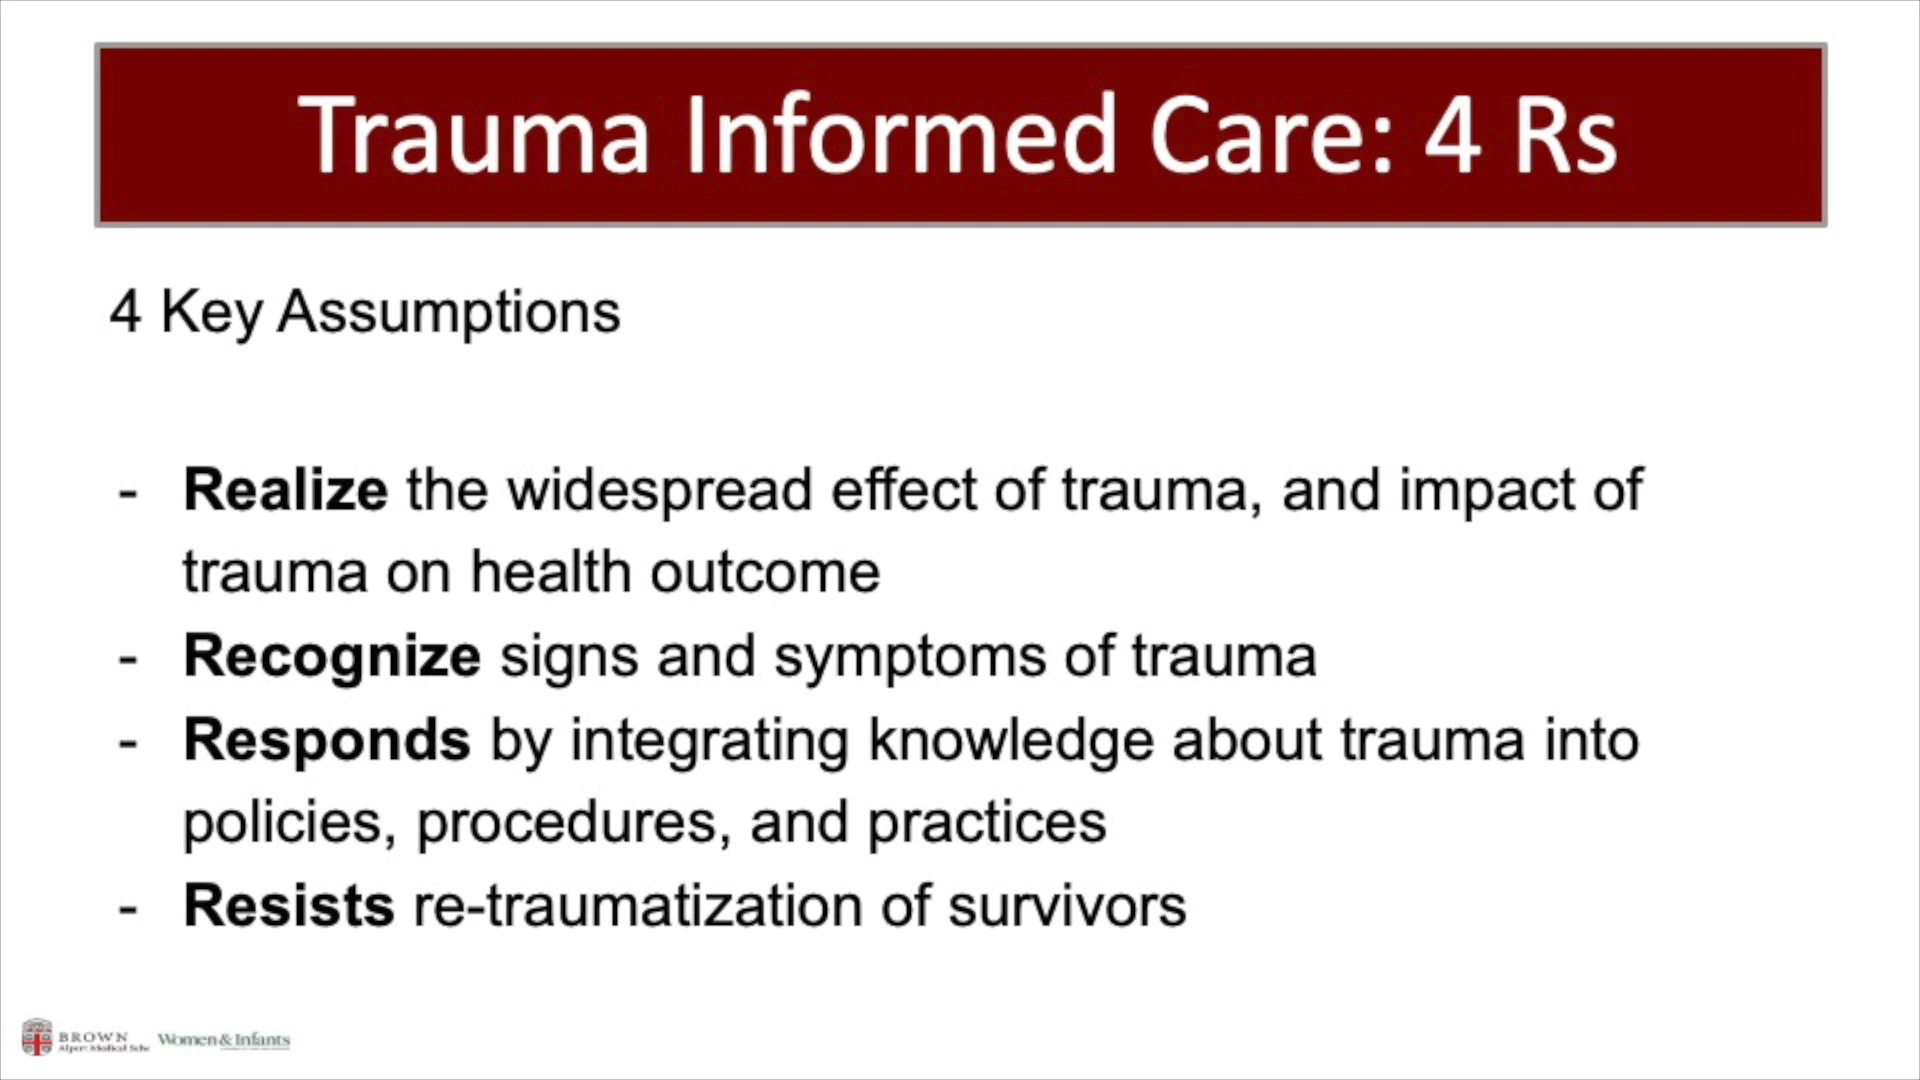 Trauma Informed Care: 4 Rs
4 Key Assumptions
- Realize the widespread effect of trauma, and impact of
trauma on health outcome
- Recognize signs and symptoms of trauma
- Responds by integrating knowledge about trauma into
policies, procedures, and practices
- Resists re-traumatization of survivors
BROWN
Alpert Medical
Women & Infants